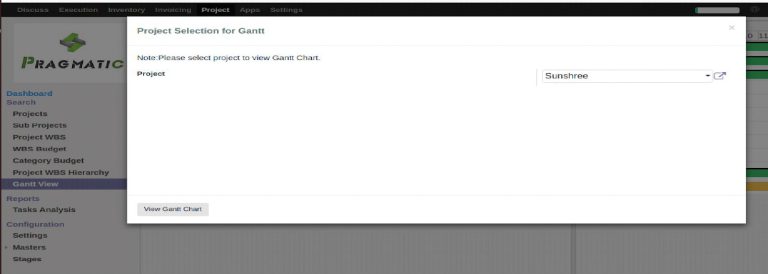 Discuss Execution Inventory Invoicing Project Apps Settings
Project Selection for Gantt
×
Note:Please select project to view Gantt Chart.
Project
Sunshree
View Gantt Chart
PRAGMATIC
Dashboard
Search
Projects
Sub Projects
Project WBS
WBS Budget
Category Budget
Project WBS Hierarchy
Gantt View
Reports
Tasks Analysis
Configuration
Settings
Masters
Stages
11